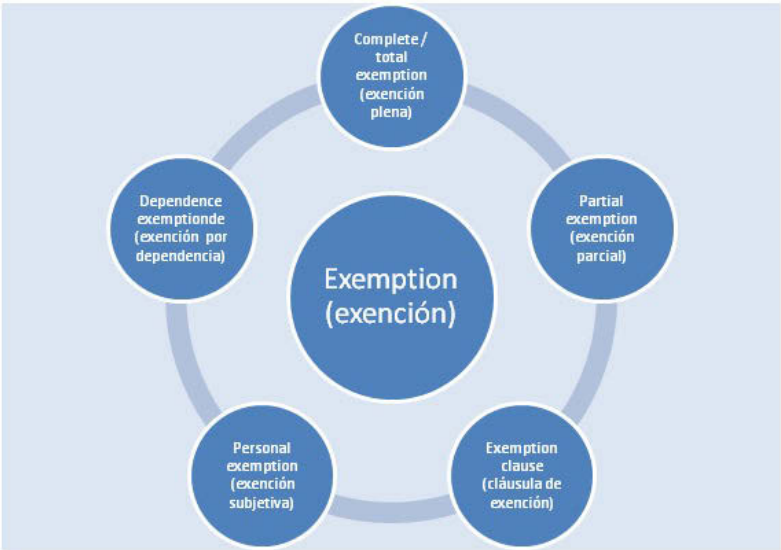 Complete /
total
exemption
(exención
plena)
Dependence
exemptionde
(exención por
dependencia)
Partial
exemption
(exención
parcial)
Exemption
(exención)
Personal
exemption
(exención
subjetiva)
Exemption
clause
(cláusula de
exención)